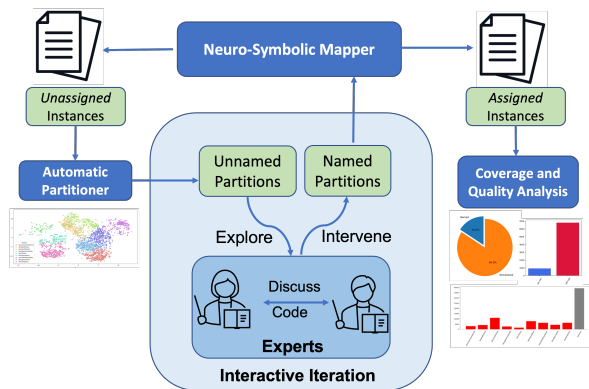 Neuro-Symbolic Mapper
Unassigned
Instances
Assigned
Instances
Automatic
Partitioner
Unnamed
Partitions
Named
Partitions
Coverage and
Quality Analysis
Explore
Intervene
Discuss
Code
Experts
Interactive Iteration